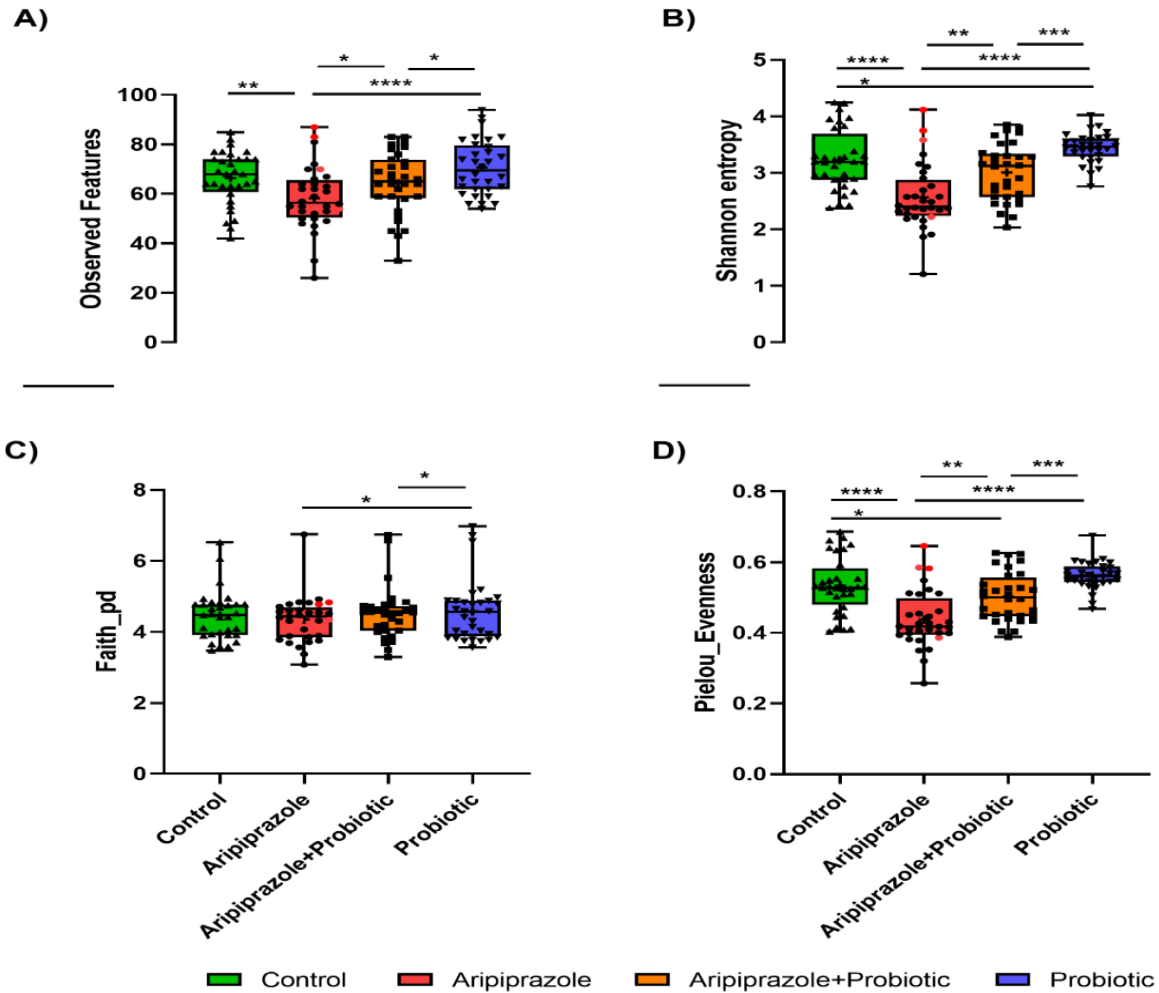 A)
B)
* *
** ****
100
80
60
40
20
0
Observed Features
** ***
**** ****
*
5
4
3
2
1
0
Shannon entropy
C)
D)
*
*
8
6
4
2
0
Faith_pd
Control
Aripiprazole
Aripiprazole+Probiotic
Probiotic
** ***
**** ****
*
0.8
0.6
0.4
0.2
0.0
Pielou_Evenness
Control
Aripiprazole
Aripiprazole+Probiotic
Probiotic
Control Aripiprazole Aripiprazole+Probiotic Probiotic